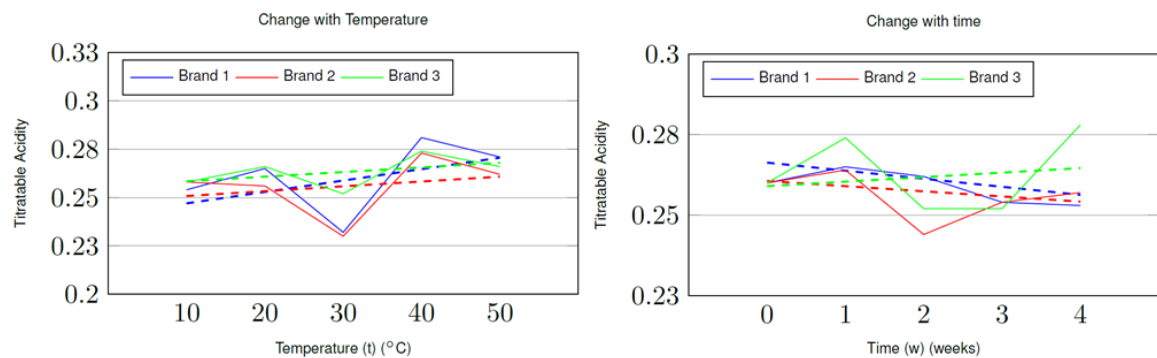 Change with Temperature
0.33
Brand 1 Brand 2 Brand 3
0.3
0.28
0.25
0.23
0.2
Titratable Acidity
10 20 30 40 50
Temperature (t) (°C)
Change with time
0.3
Brand 1 Brand 2 Brand 3
0.28
0.25
0.23
Titratable Acidity
0 1 2 3 4
Time (w) (weeks)